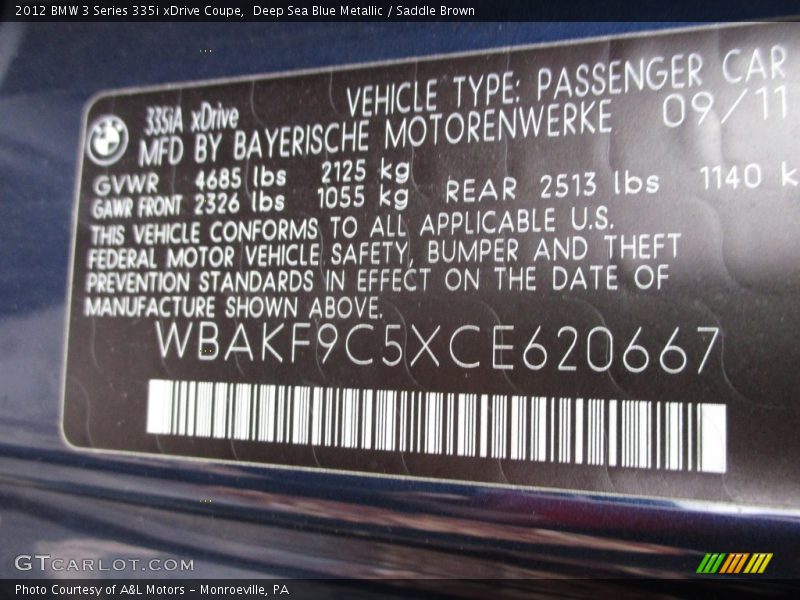 2012 BMW 3 Series 335i xDrive Coupe,  Deep Sea Blue Metallic / Saddle Brown
335iA xDrive
VEHICLE TYPE: PASSENGER CAR
MFD BY BAYERISCHE MOTORENWERKE 09/11
GVWR 4685 lbs 2125 kg
GAWR FRONT 2326 lbs 1055 kg REAR 2513 lbs 1140 k
THIS VEHICLE CONFORMS TO ALL APPLICABLE U.S.
FEDERAL MOTOR VEHICLE SAFETY, BUMPER AND THEFT
PREVENTION STANDARDS IN EFFECT ON THE DATE OF
MANUFACTURE SHOWN ABOVE.
WBAKF9C5XCE620667
GTCARLOT.COM
Photo Courtesy of A&L Motors – Monroeville, PA